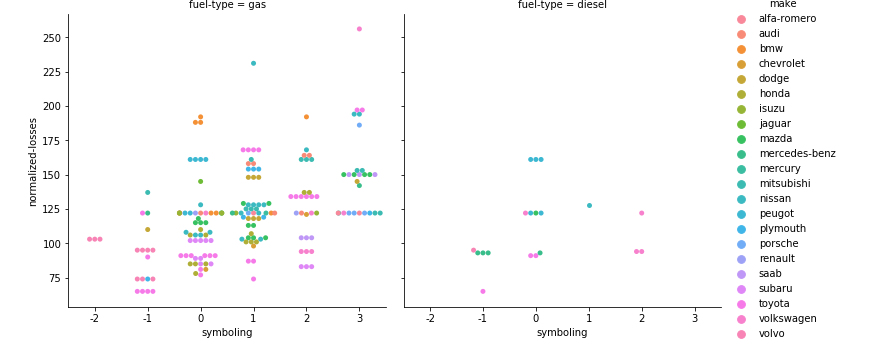 fuel-type = gas
fuel-type = diesel
make
alfa-romero
audi
bmw
chevrolet
dodge
honda
isuzu
jaguar
mazda
mercedes-benz
mercury
mitsubishi
nissan
peugot
plymouth
porsche
renault
saab
subaru
toyota
volkswagen
volvo
normalized-losses
250
225
200
175
150
125
100
75
-2 -1 0 1 2 3
symboling
-2 -1 0 1 2 3
symboling